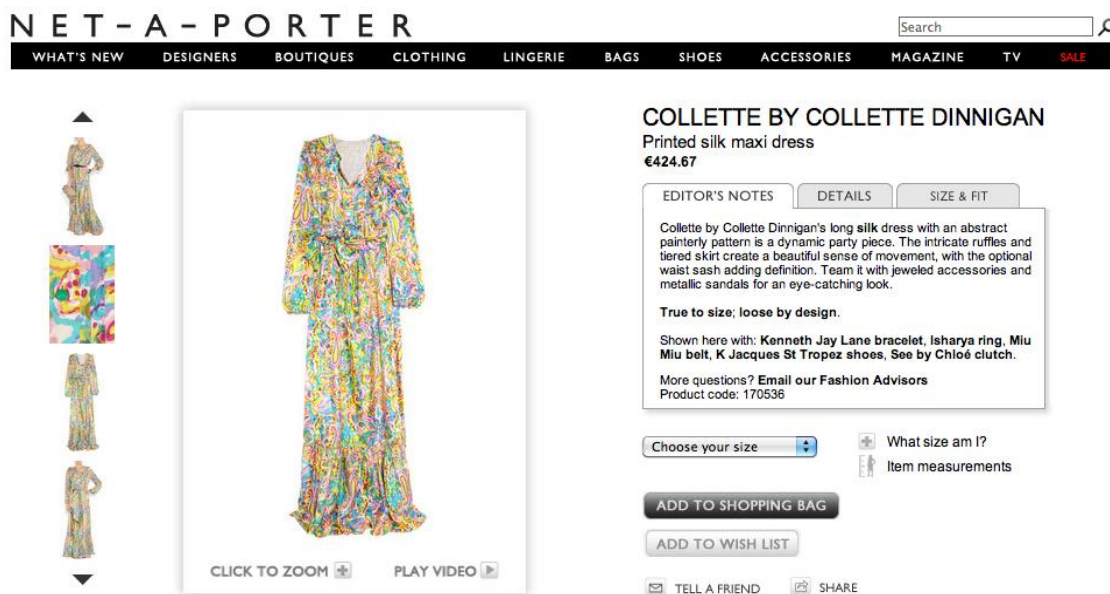 NET-A-PORTER
Search
WHAT'S NEW DESIGNERS BOUTIQUES CLOTHING LINGERIE BAGS SHOES ACCESSORIES MAGAZINE TV SALE
COLLETTE BY COLLETTE DINNIGAN
Printed silk maxi dress
€424.67
EDITOR'S NOTES DETAILS SIZE & FIT
Collette by Collette Dinnigan's long silk dress with an abstract
painterly pattern is a dynamic party piece. The intricate ruffles and
tiered skirt create a beautiful sense of movement, with the optional
waist sash adding definition. Team it with jeweled accessories and
metallic sandals for an eye-catching look.
True to size; loose by design.
Shown here with: Kenneth Jay Lane bracelet, Isharya ring, Miu
Miu belt, K Jacques St Tropez shoes, See by Chloé clutch.
More questions? Email our Fashion Advisors
Product code: 170536
Choose your size
What size am I?
Item measurements
ADD TO SHOPPING BAG
ADD TO WISH LIST
TELL A FRIEND SHARE
CLICK TO ZOOM PLAY VIDEO